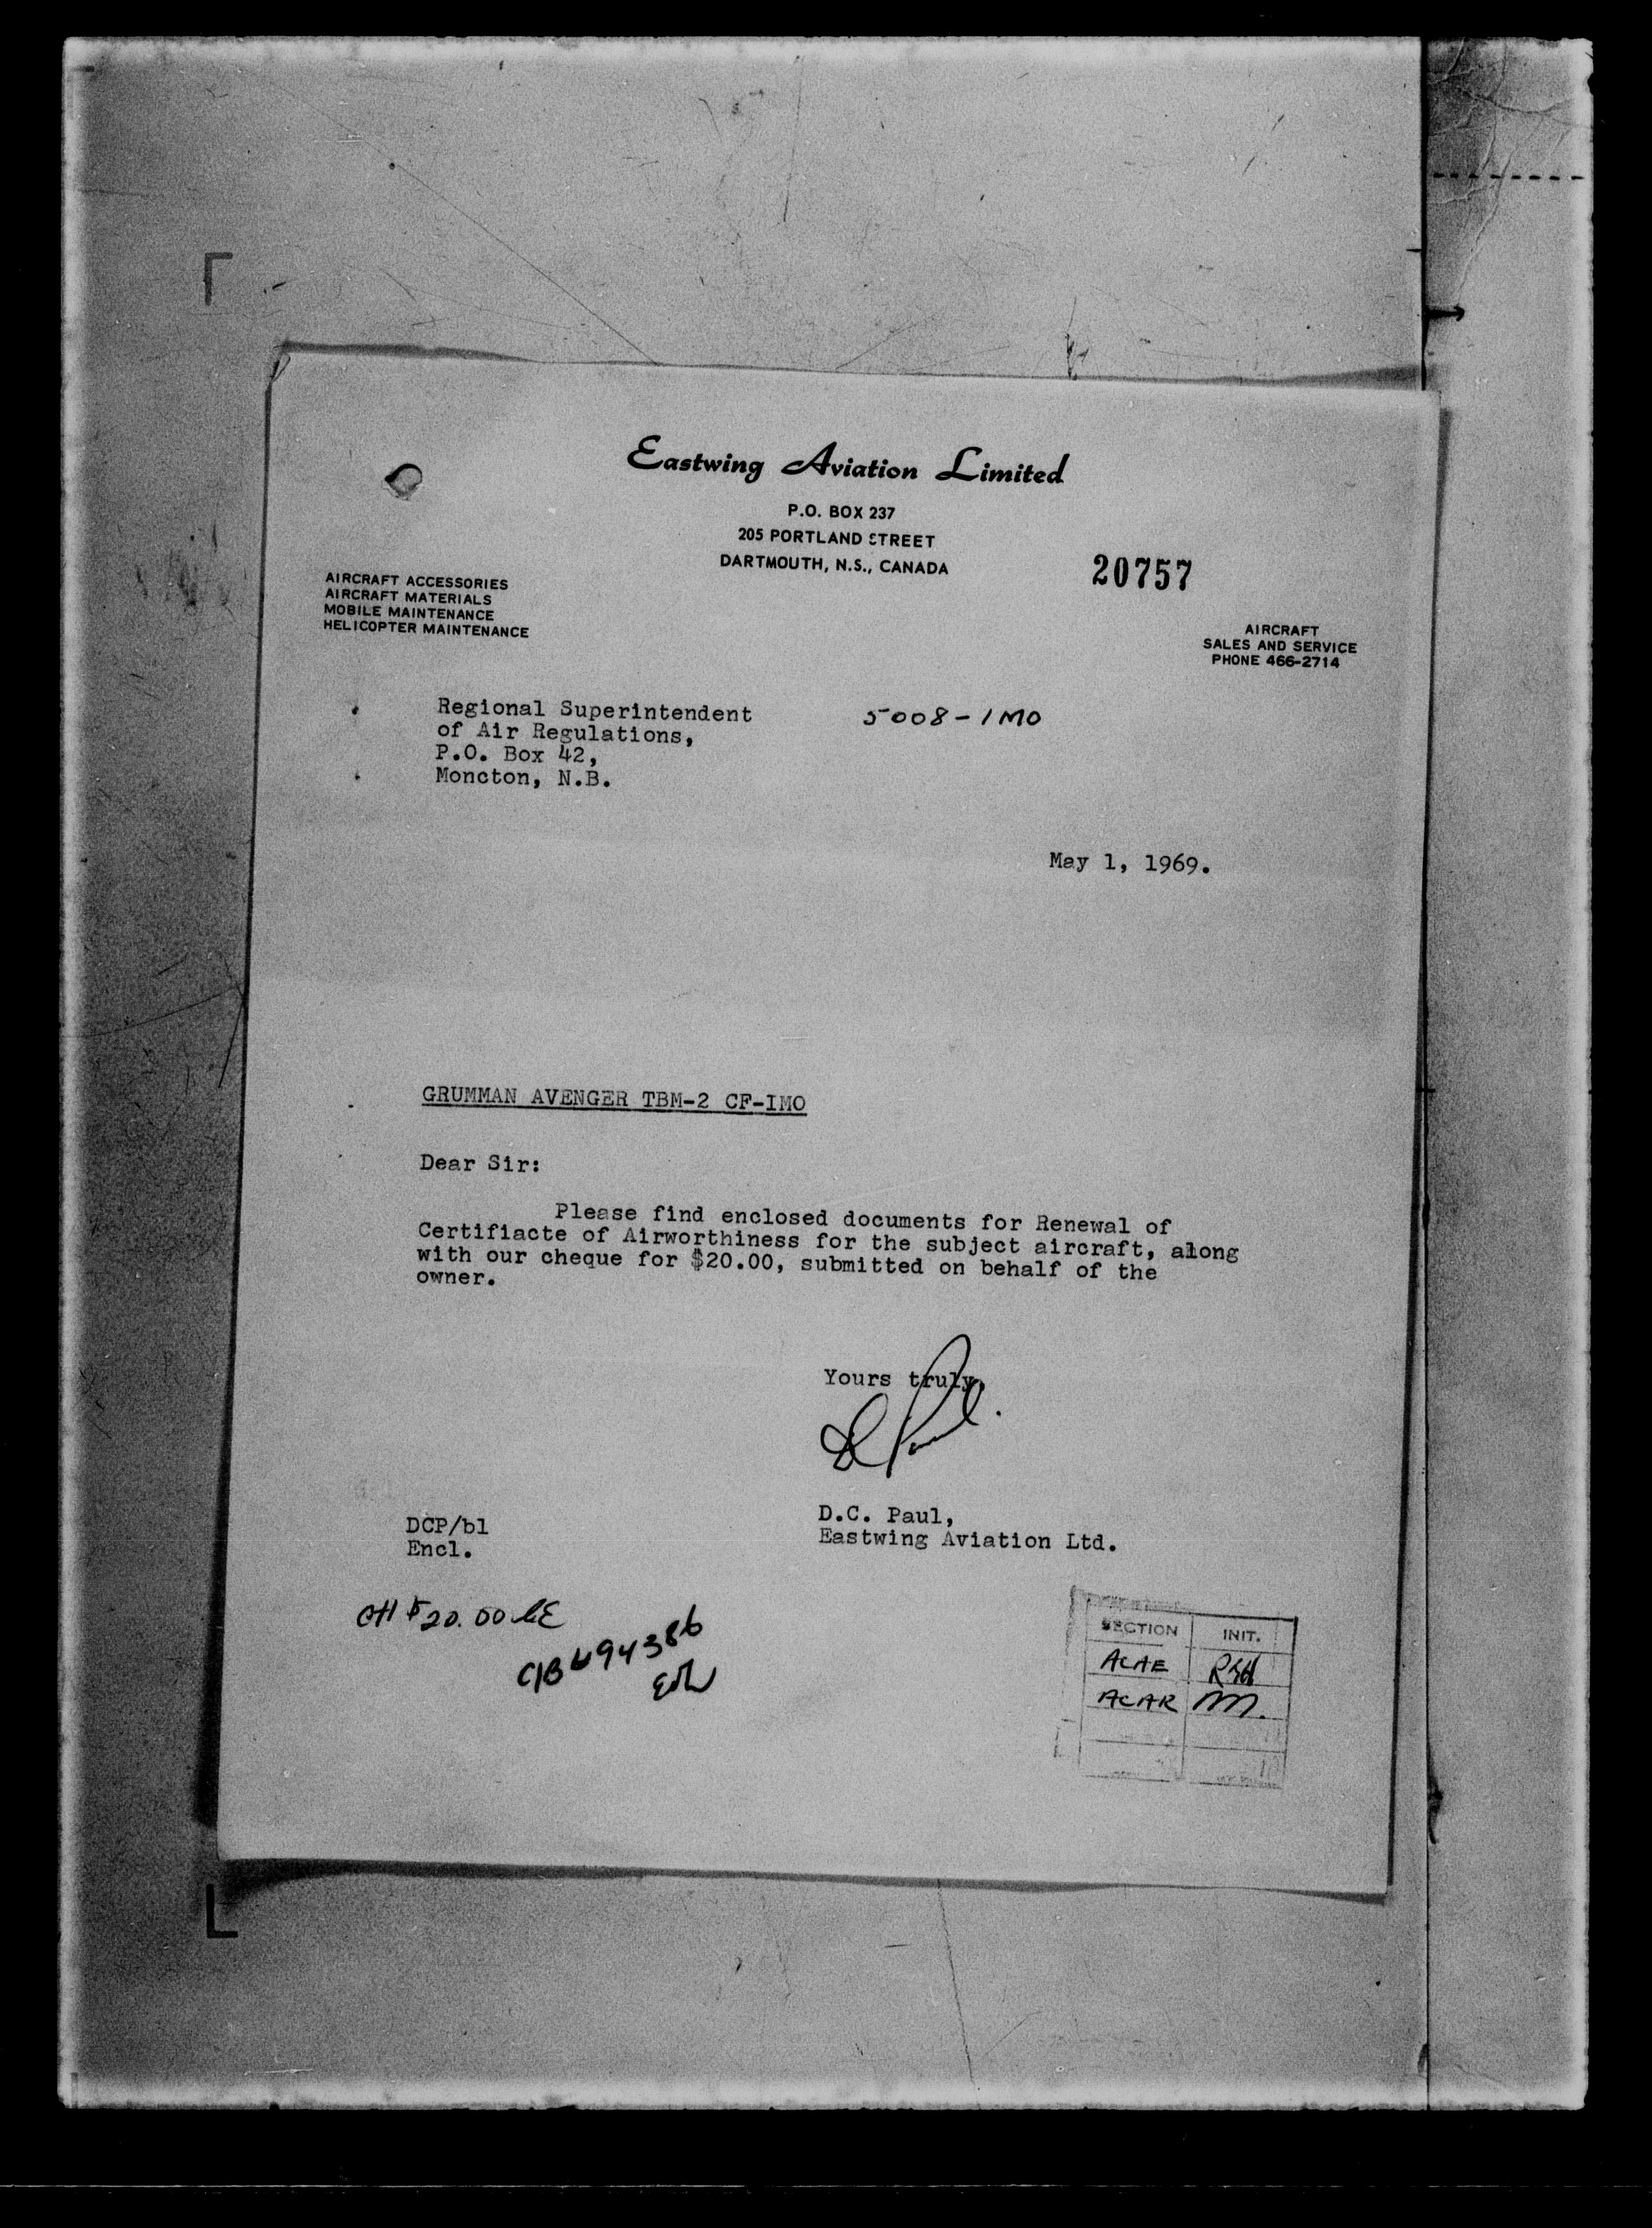 Eastwing Aviation Limited
P.O. BOX 237
205 PORTLAND STREET
DARTMOUTH, N.S., CANADA
20757
AIRCRAFT ACCESSORIES
AIRCRAFT MATERIALS
MOBILE MAINTENANCE
HELICOPTER MAINTENANCE
AIRCRAFT
SALES AND SERVICE
PHONE 466-2714
Regional Superintendent
of Air Regulations,
P.O. Box 42,
Moncton, N.B.
5008-IMO
May 1, 1969.
GRUMMAN AVENGER TBM-2 CF-IMO
Dear Sir:
Please find enclosed documents for Renewal of
Certifiacte of Airworthiness for the subject aircraft, along
with our cheque for $20.00, submitted on behalf of the
owner.
Yours truly,
D.C. Paul,
Eastwing Aviation Ltd.
DCP/bl
Encl.
$20.00
694386
SECTION INIT.
ACAE
ACAR M.